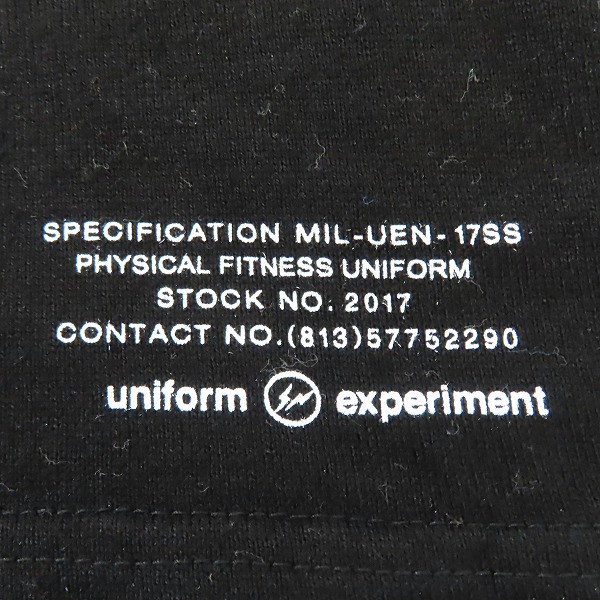 SPECIFICATION MIL-UEN-17SS
PHYSICAL FITNESS UNIFORM
STOCK NO. 2017
CONTACT NO.(813)57752290
uniform experiment